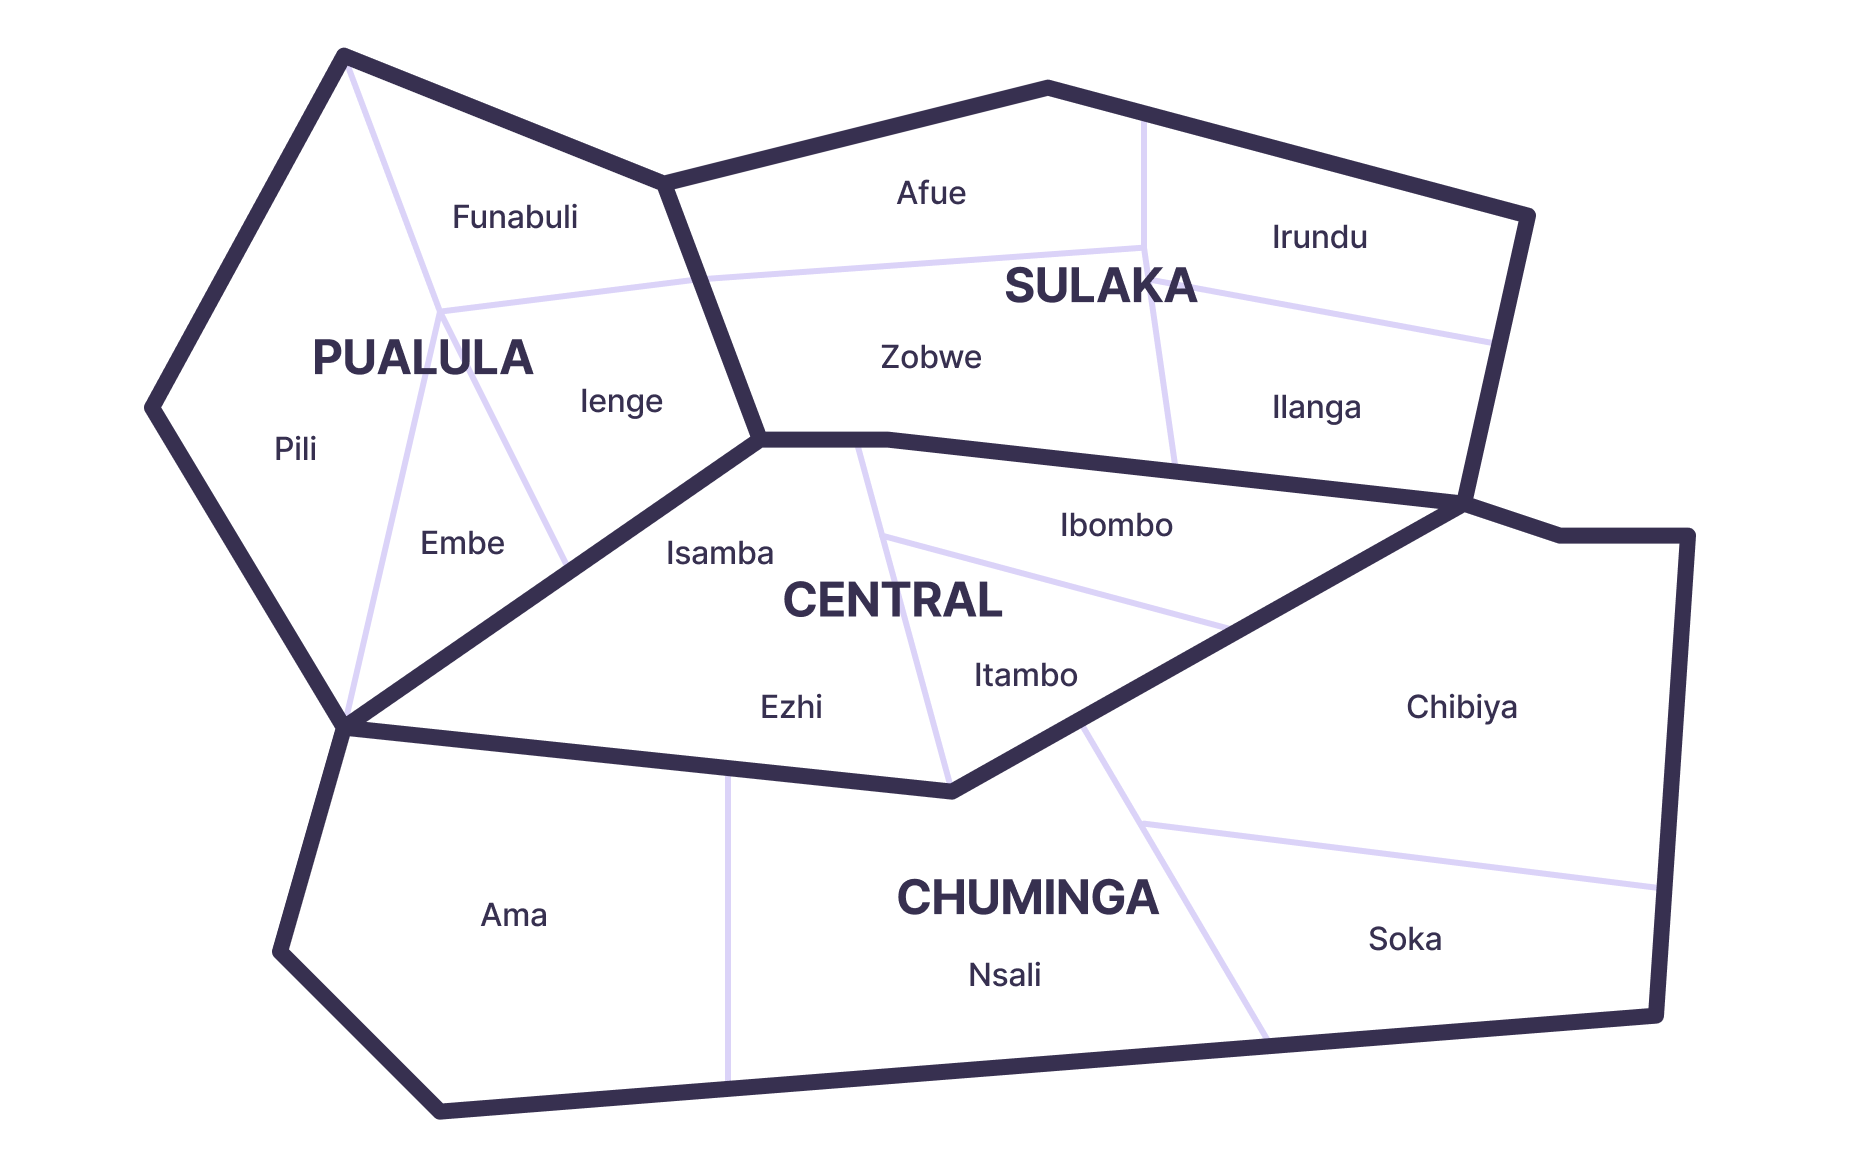 Afue
Funabuli
Irundu
SULAKA
PUALULA
Zobwe
Ienge
Ilanga
Pili
Ibombo
Embe
Isamba
CENTRAL
Itambo
Ezhi
Chibiya
CHUMINGA
Ama
Soka
Nsali